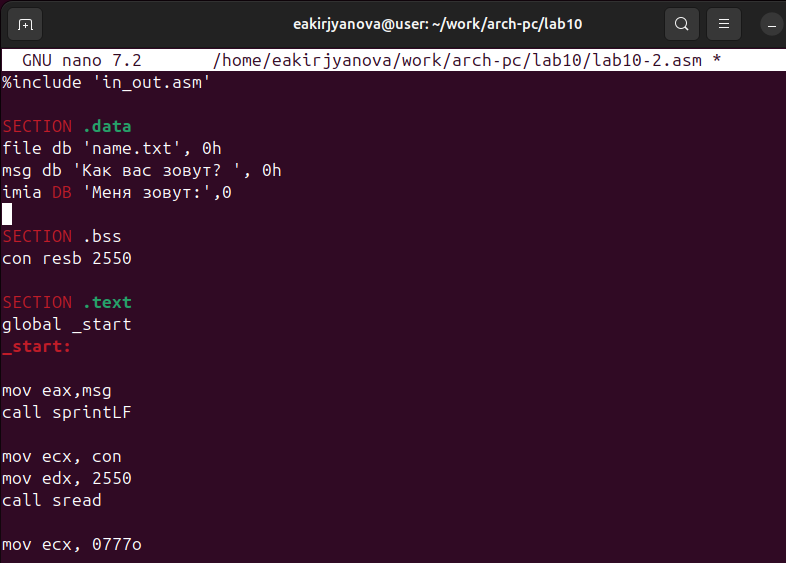 eakirjyanova@user: ~/work/arch-pc/lab10
GNU nano 7.2 /home/eakirjyanova/work/arch-pc/lab10/lab10-2.asm *
%include 'in_out.asm'
SECTION .data
file db 'name.txt', 0h
msg db 'Как вас зовут? ', 0h
imia DB 'Меня зовут:',0
SECTION .bss
con resb 2550
SECTION .text
global _start
_start:
mov eax,msg
call sprintLF
mov ecx, con
mov edx, 2550
call sread
mov ecx, 0777o